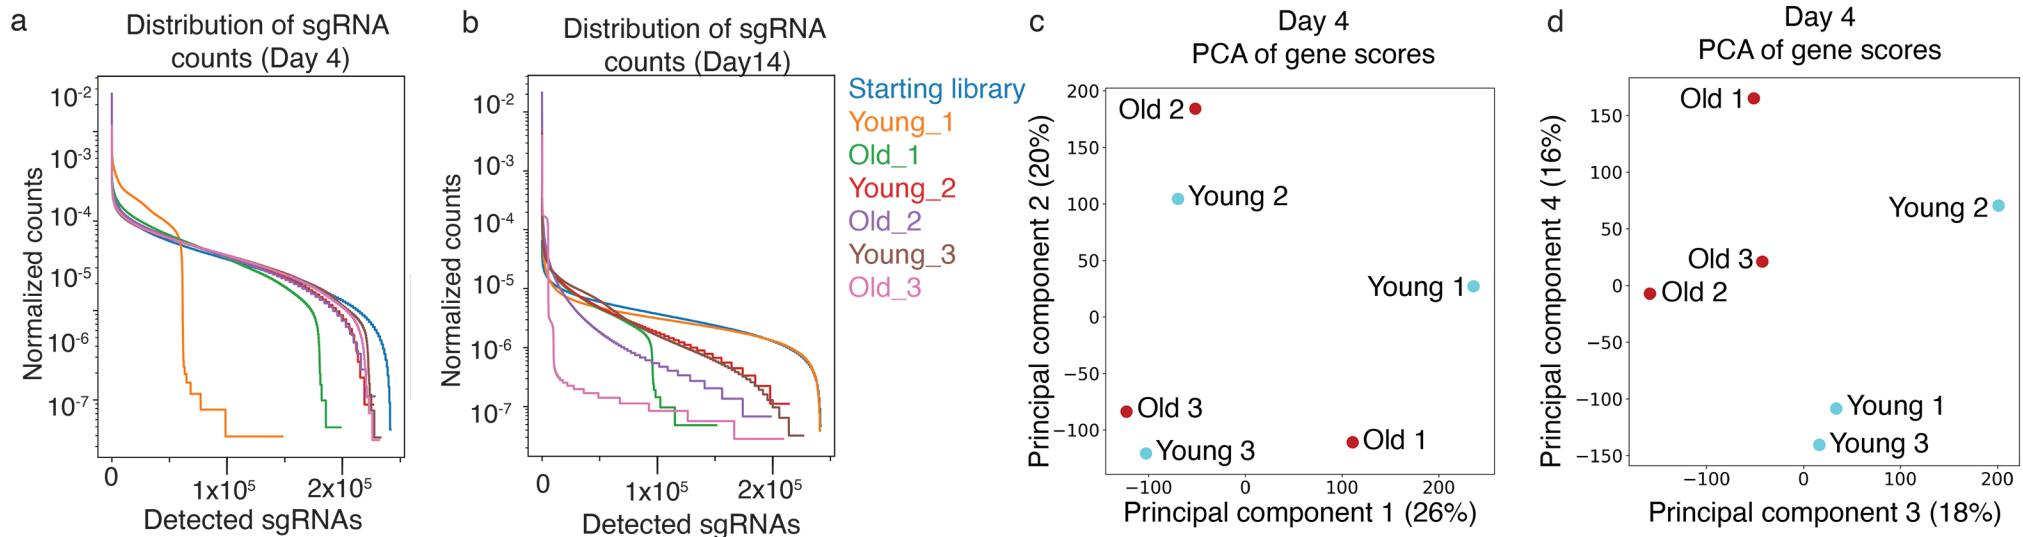 a
Distribution of sgRNA
counts (Day 4)
Normalized counts
10-2
10-3
10-4
10-5
10-6
10-7
0
1x10⁵
2x10⁵
Detected sgRNAs
b
Distribution of sgRNA
counts (Day14)
Normalized counts
10-2
10-3
10-4
10-5
10-6
10-7
0
1x10⁵
2x10⁵
Detected sgRNAs
Starting library
Young_1
Old_1
Young_2
Old_2
Young_3
Old_3
c
Day 4
PCA of gene scores
Principal component 2 (20%)
200
150
100
50
0
−50
−100
Old 2
Young 2
Young 1
Old 3
Young 3
Old 1
−100
0
100
200
Principal component 1 (26%)
d
Day 4
PCA of gene scores
Principal component 4 (16%)
150
100
50
0
−50
−100
−150
Old 1
Young 2
Old 3
Old 2
Young 1
Young 3
−100
0
100
200
Principal component 3 (18%)